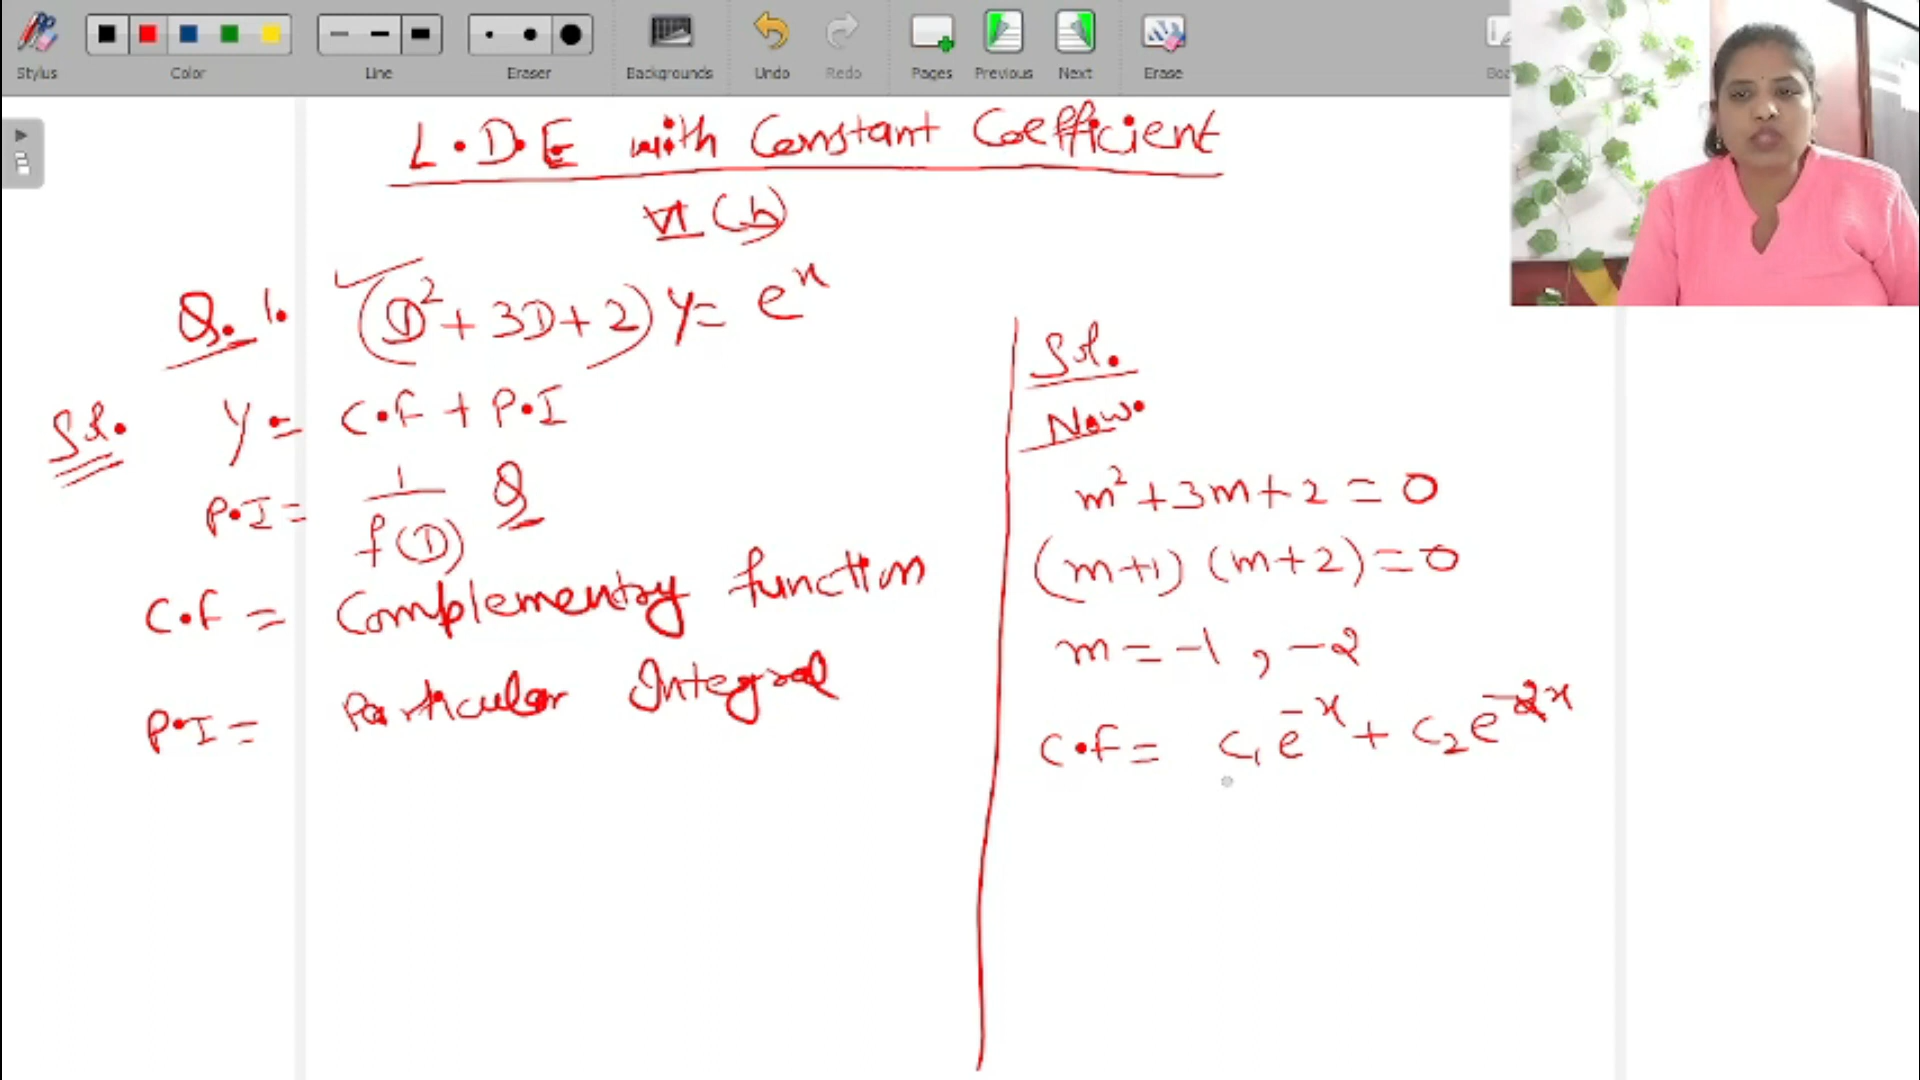 Stylus
Color
Line
Eraser
Backgrounds
Undo
Redo
Pages
Previous
Next
Erase
L.D.E with Constant Coefficient
VI (b)
Q. 1. (D²+3D+2)y= eˣ
Sol. y= C.F + P.I
P.I= 1/f(D) Q
C.F = Complementry function
P.I= Particular Integral
Sol.
Now.
m²+3m+2=0
(m+1) (m+2)=0
m=-1, -2
C.F= C₁e⁻ˣ+ C₂e⁻²ˣ